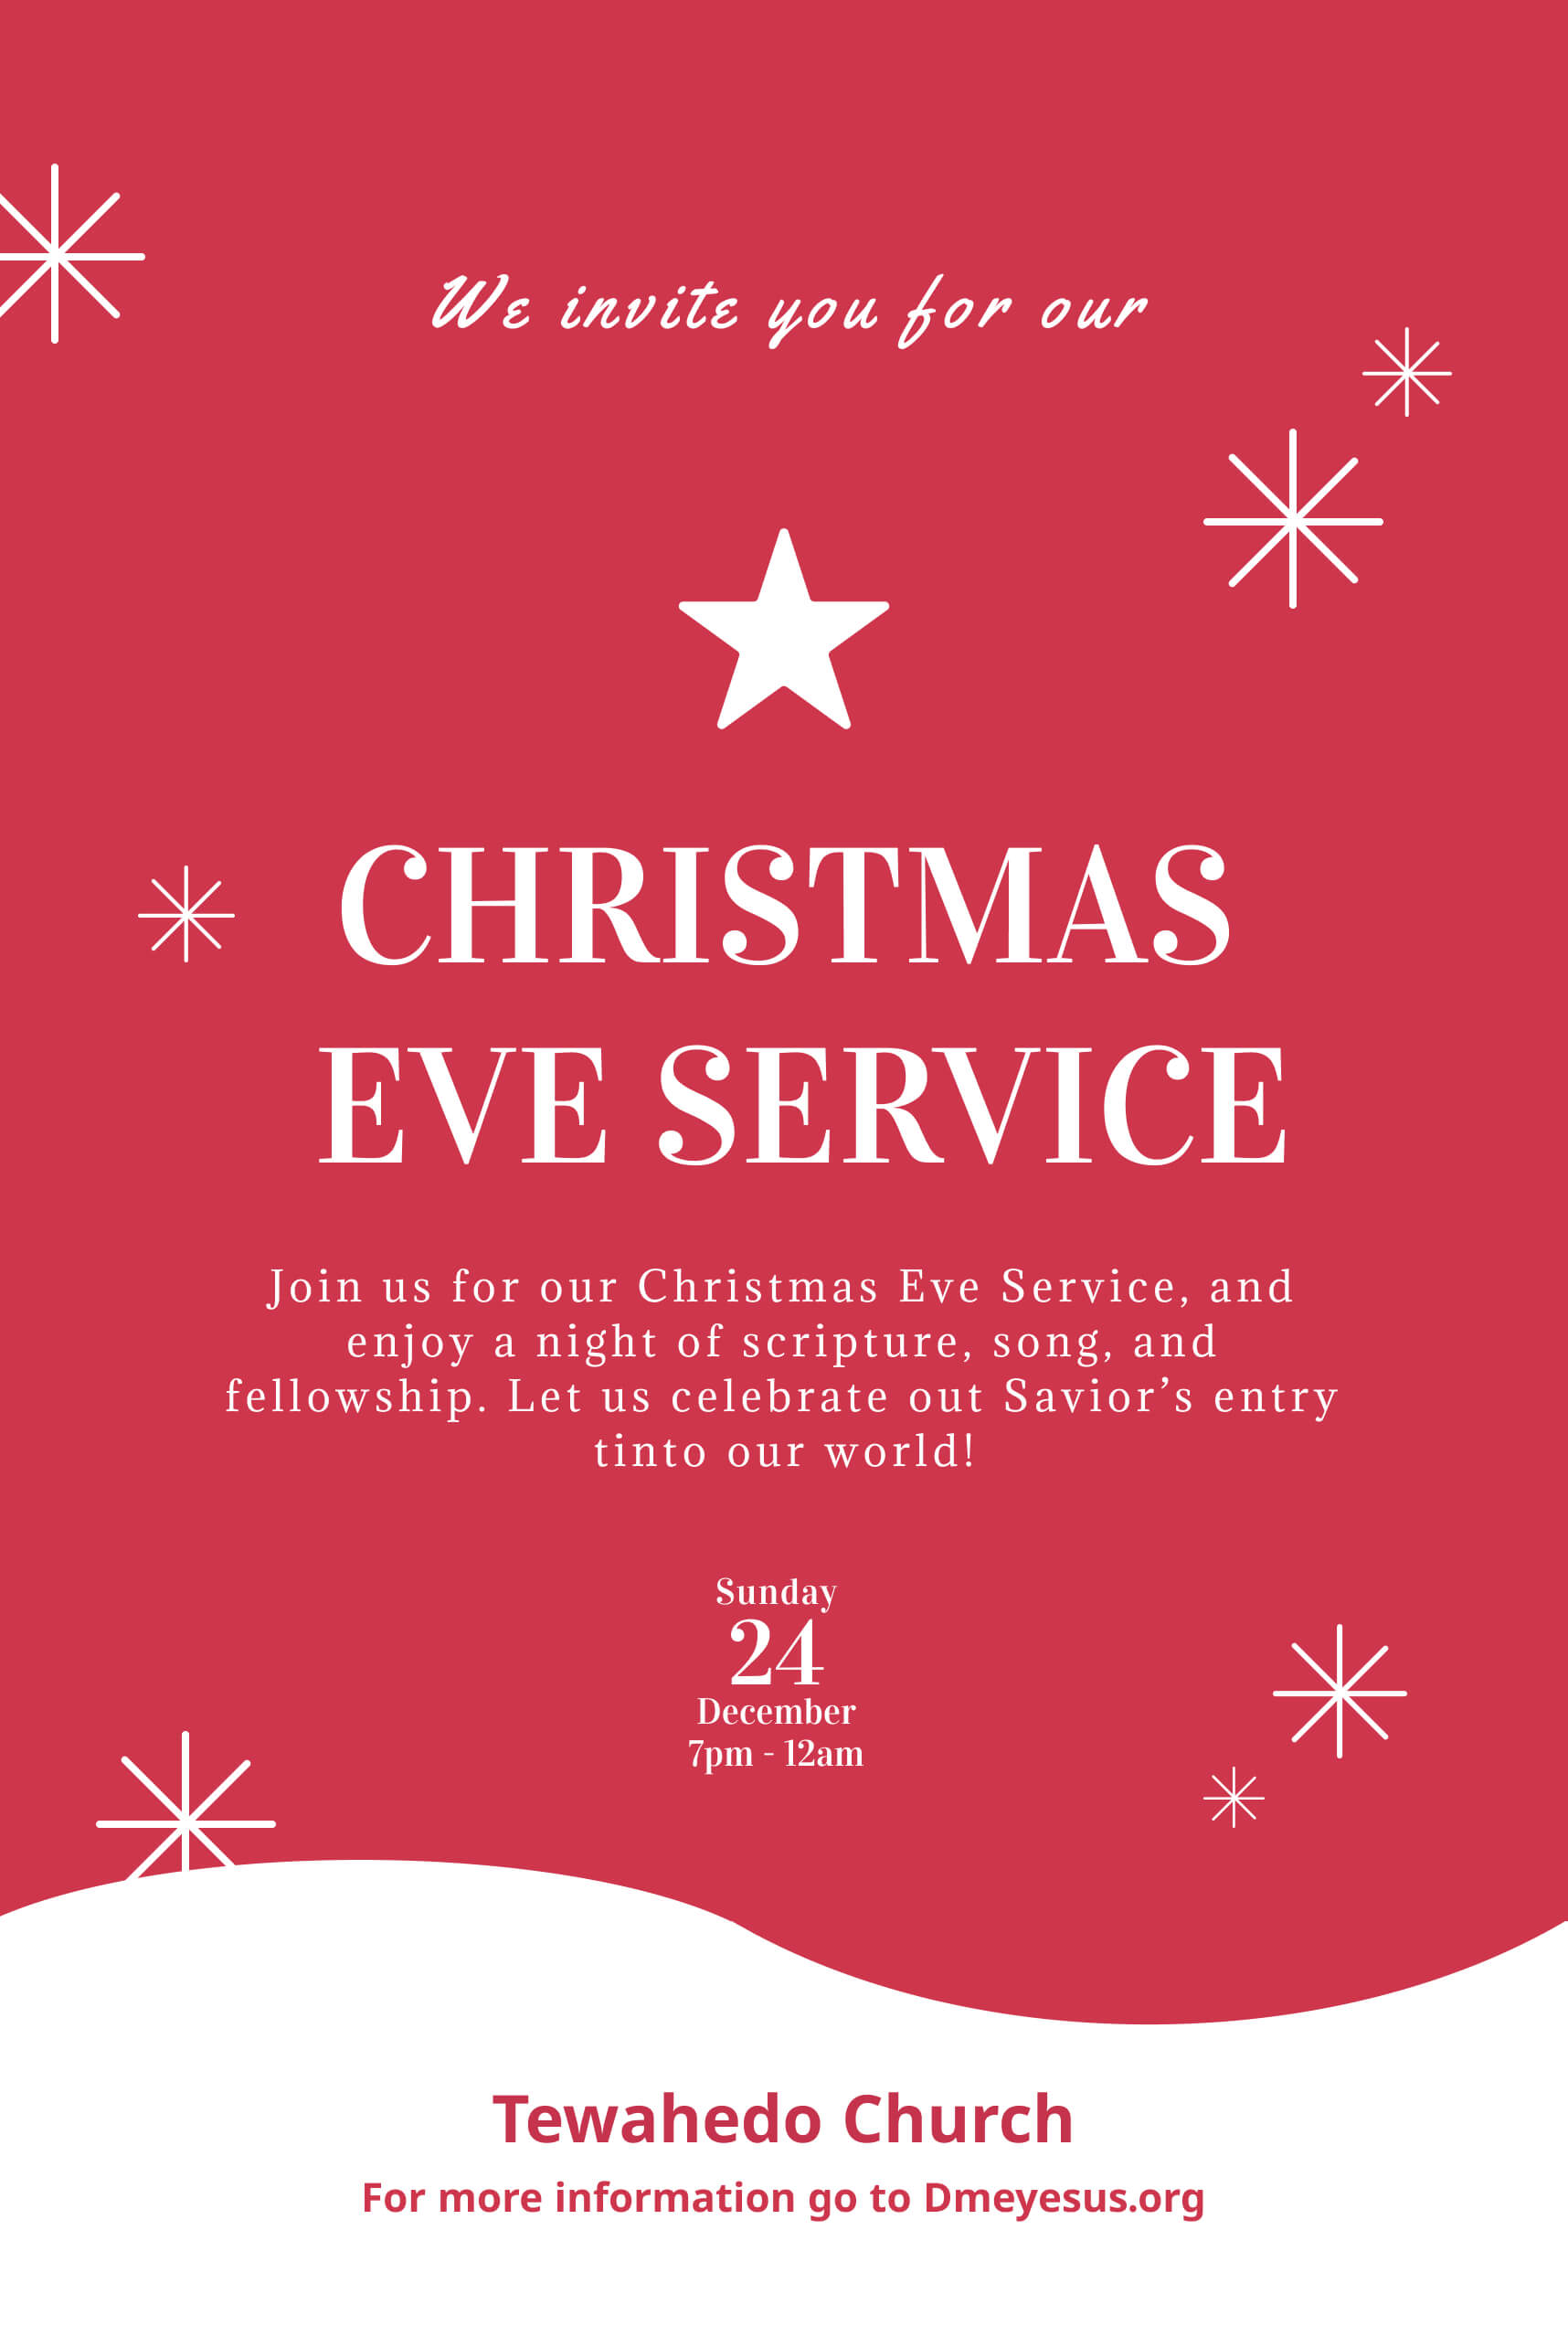 We invite you for our
CHRISTMAS
EVE SERVICE
Join us for our Christmas Eve Service, and
enjoy a night of scripture, song, and
fellowship. Let us celebrate out Savior’s entry
tinto our world!
Sunday
24
December
7pm - 12am
Tewahedo Church
For more information go to Dmeyesus.org